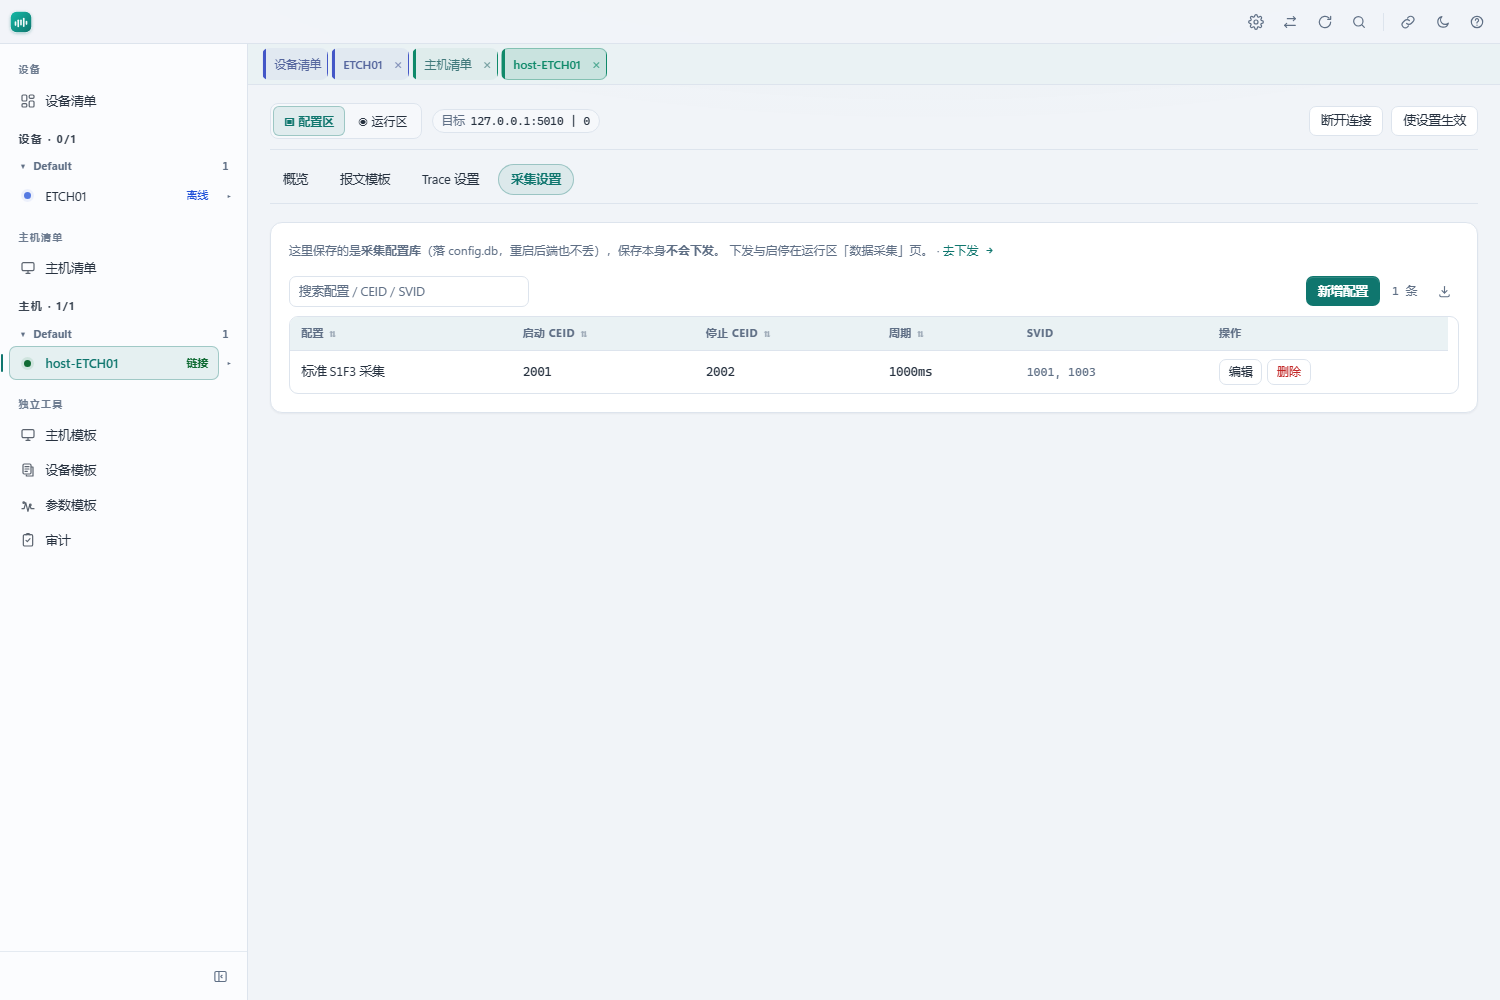 设备
设备清单
设备 · 0/1
Default 1
ETCH01 离线
主机清单
主机清单
主机 · 1/1
Default 1
host-ETCH01 链接
独立工具
主机模板
设备模板
参数模板
审计
设备清单 ETCH01 × 主机清单 × host-ETCH01 ×
配置区 运行区 目标 127.0.0.1:5010 | 0 断开连接 使设置生效
概览 报文模板 Trace 设置 采集设置
这里保存的是采集配置库（落 config.db，重启后端也不丢），保存本身不会下发。 下发与启停在运行区「数据采集」页。 · 去下发 →
搜索配置 / CEID / SVID 新增配置 1 条
配置 启动 CEID 停止 CEID 周期 SVID 操作
标准 S1F3 采集 2001 2002 1000ms 1001, 1003 编辑 删除